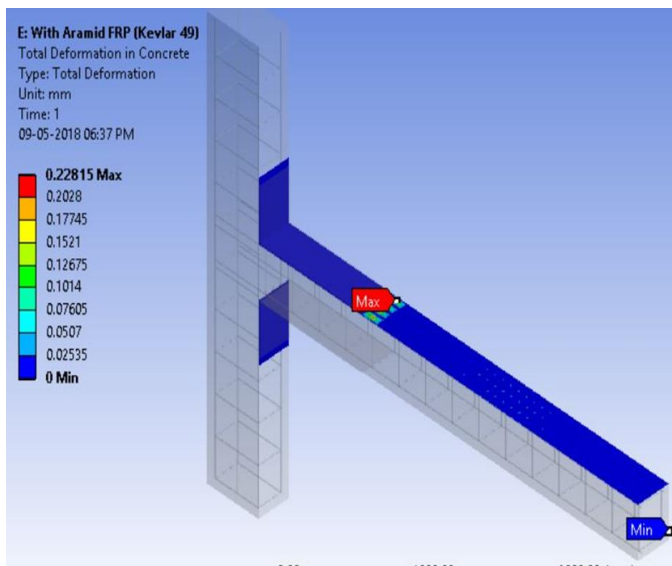 E: With Aramid FRP (Kevlar 49)
Total Deformation in Concrete
Type: Total Deformation
Unit: mm
Time: 1
09-05-2018 06:37 PM
0.22815 Max
0.2028
0.17745
0.1521
0.12675
0.1014
0.07605
0.0507
0.02535
0 Min
Max
Min